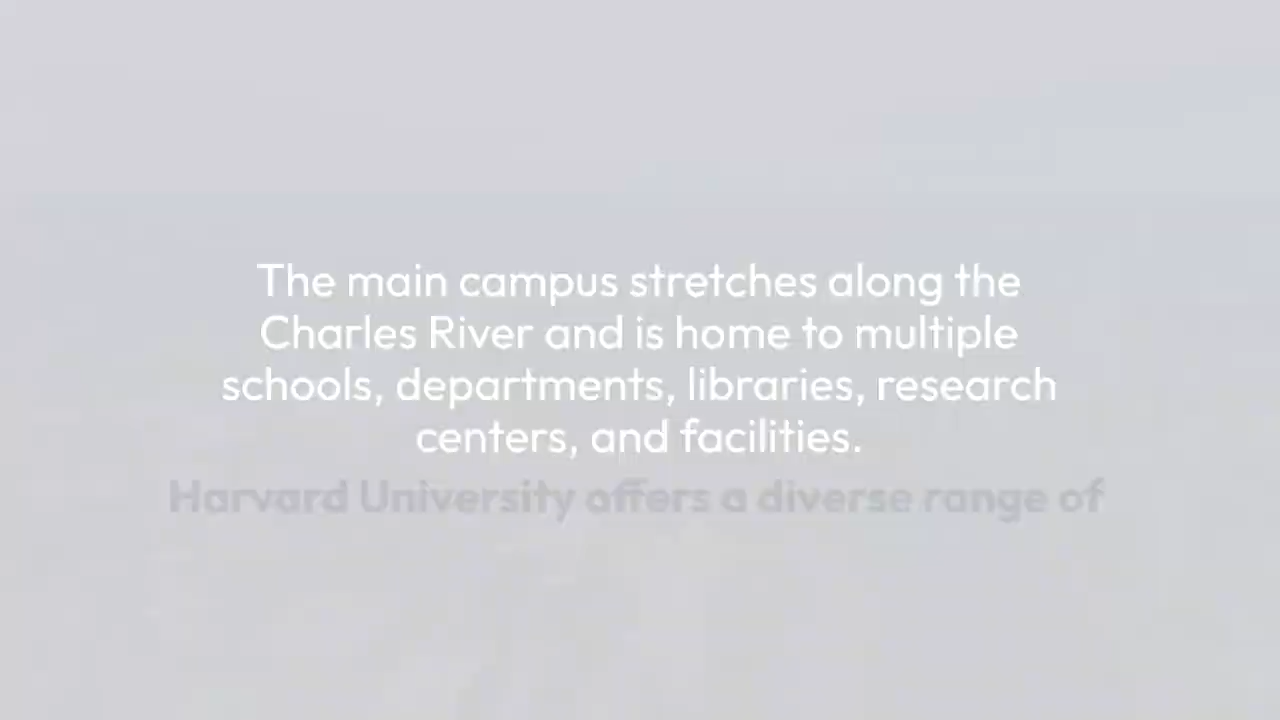 The main campus stretches along the
Charles River and is home to multiple
schools, departments, libraries, research
centers, and facilities.
Harvard University offers a diverse range of